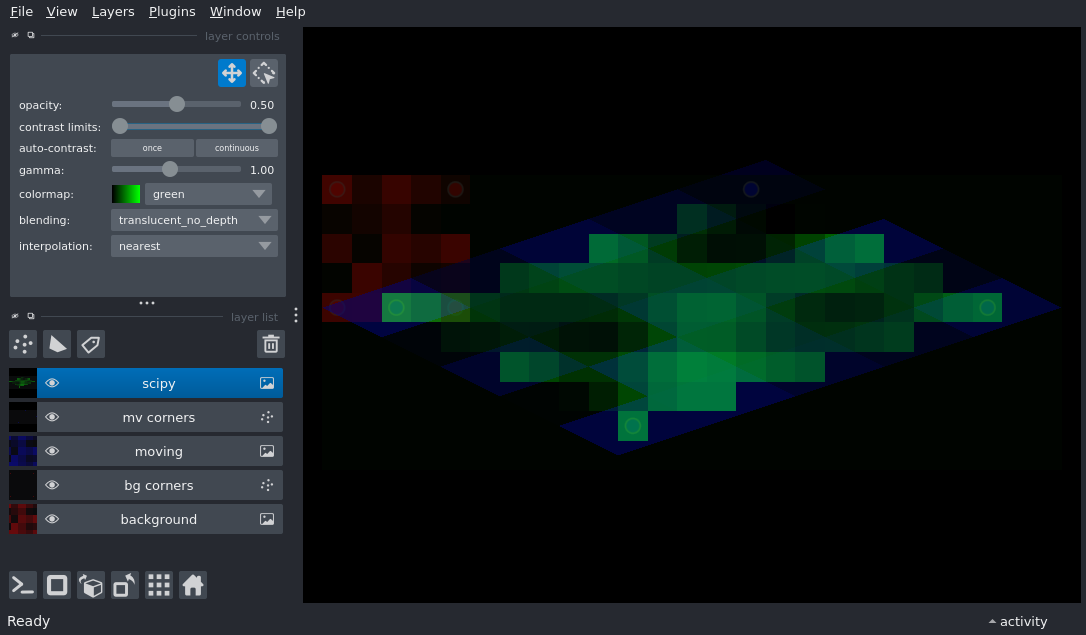 File View Layers Plugins Window Help
layer controls
opacity: 0.50
contrast limits:
auto-contrast: once continuous
gamma: 1.00
colormap: green
blending: translucent_no_depth
interpolation: nearest
layer list
scipy
mv corners
moving
bg corners
background
Ready
activity